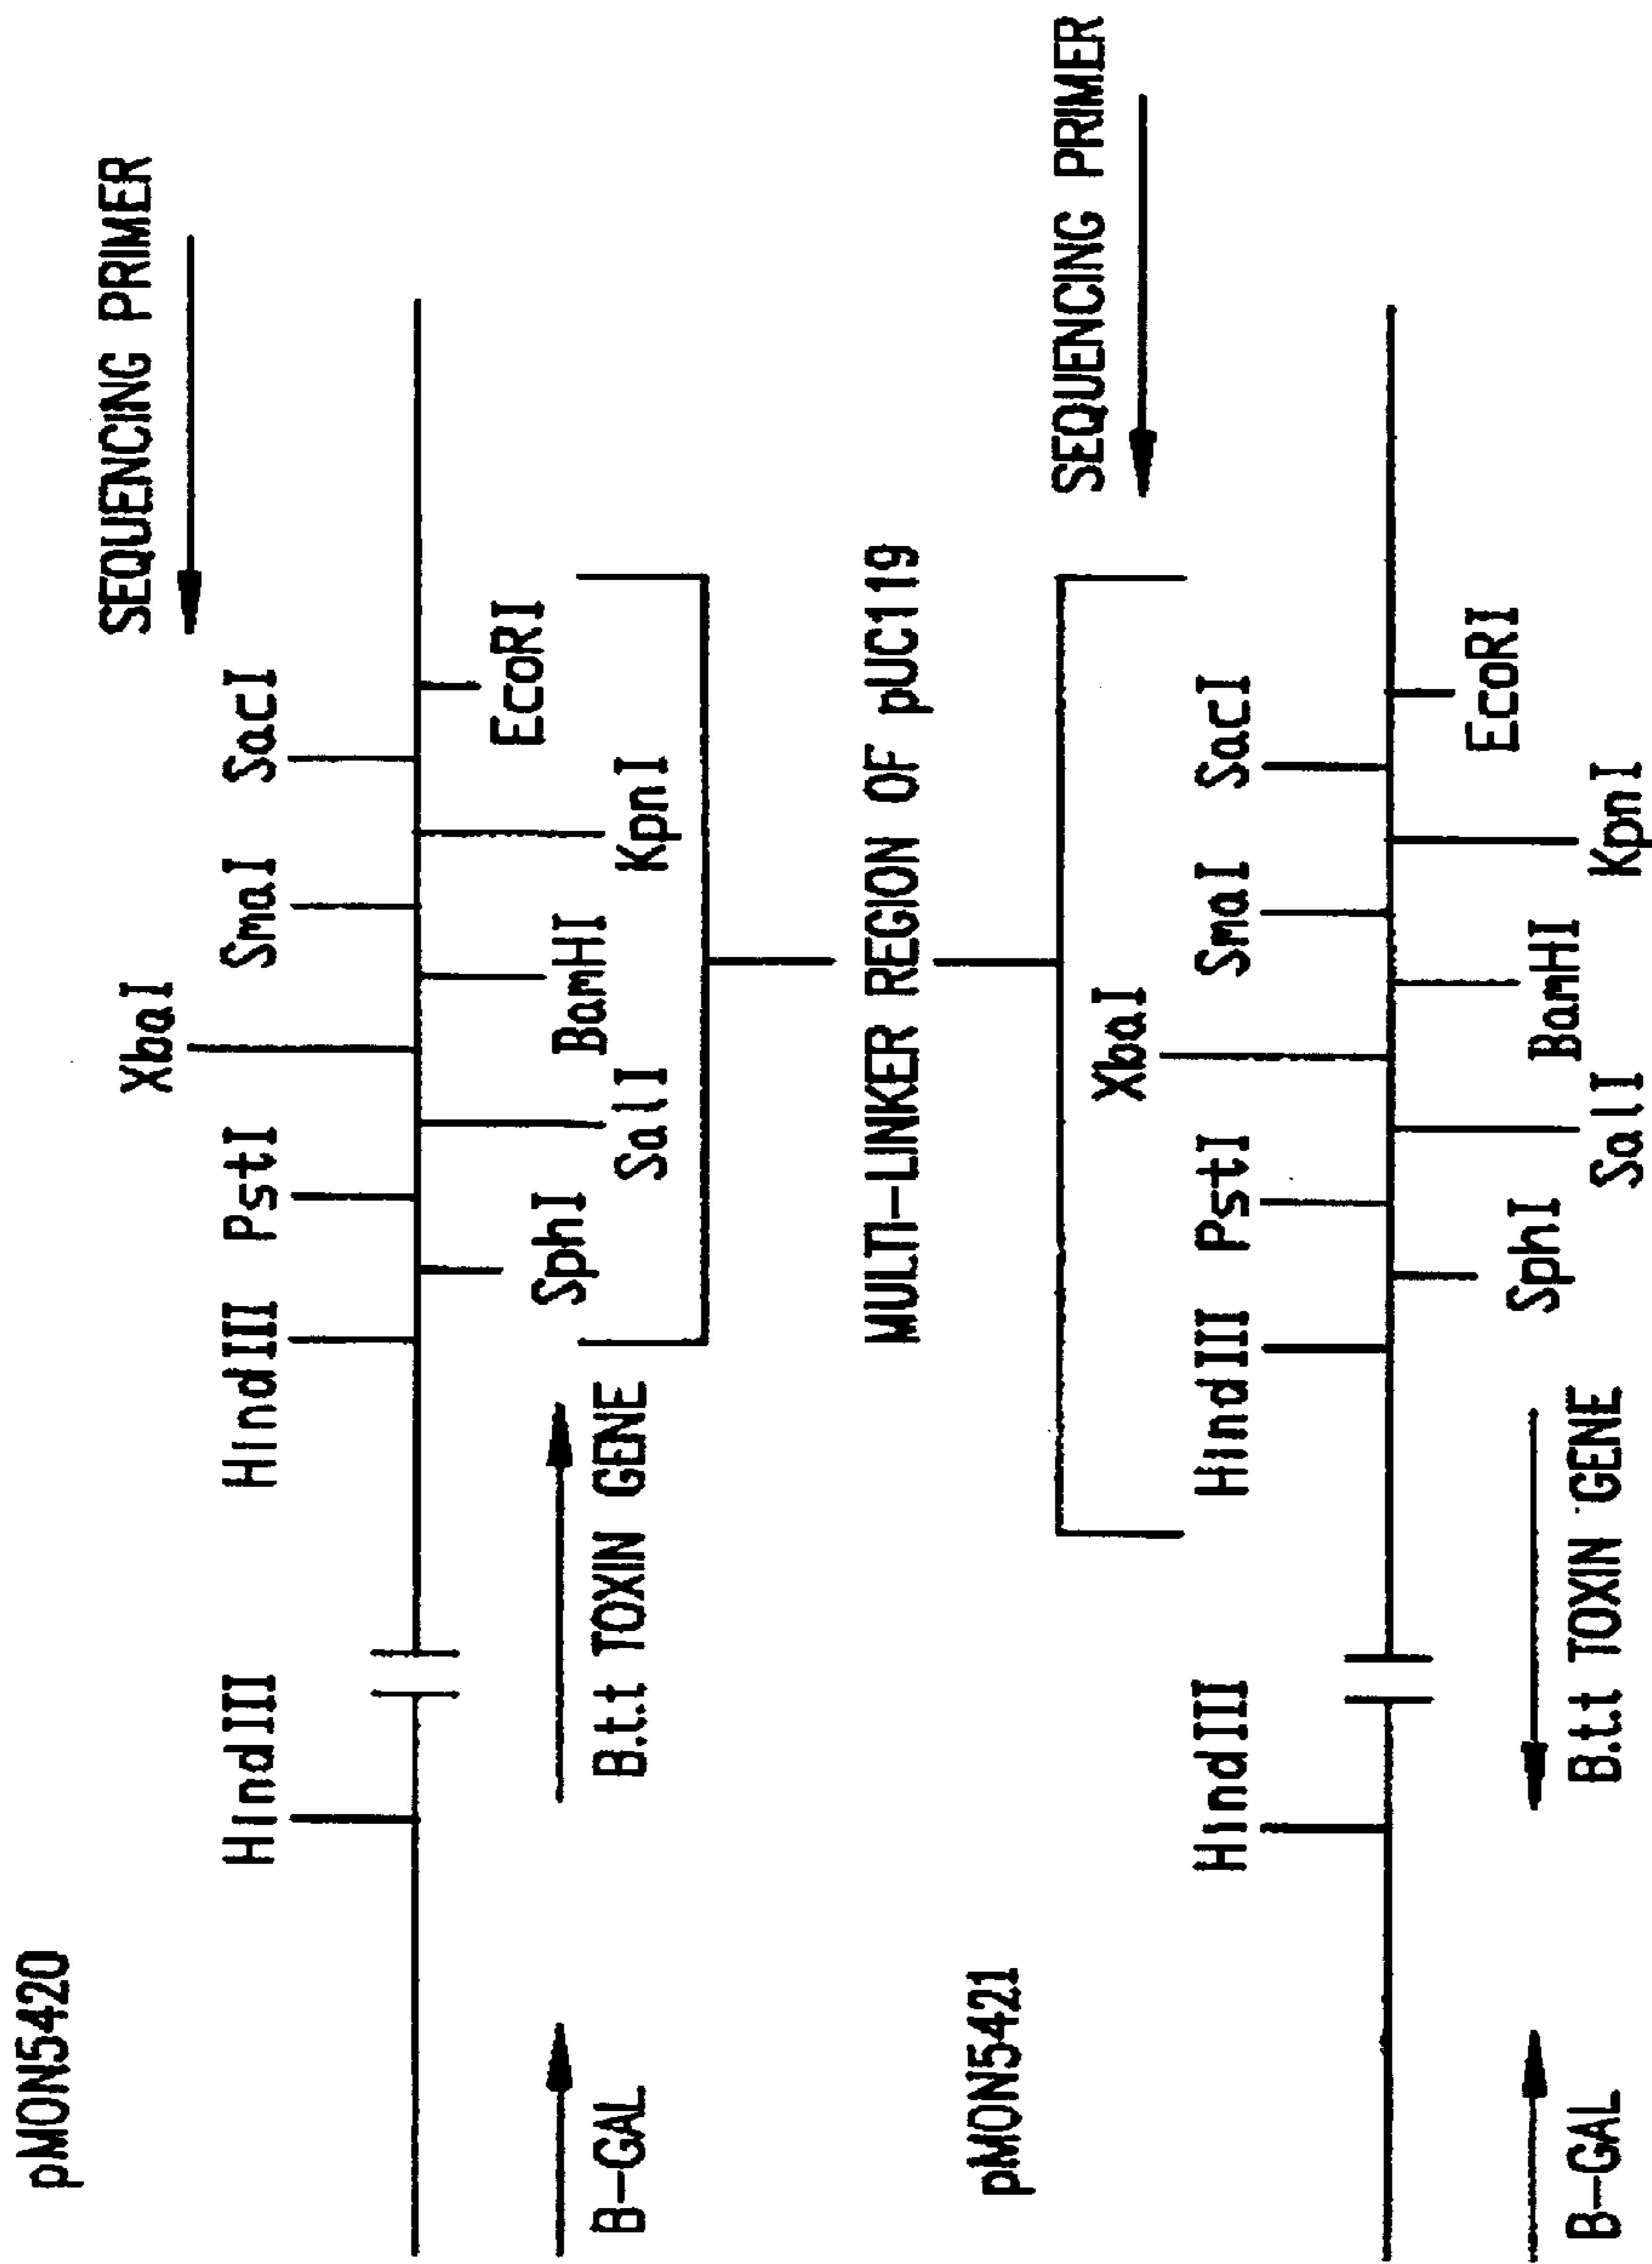 pMON5420
SEQUENCING PRIMER
XbaI
HindIII HindIII PstI SmaI SacI
EcoRI
SphI BamHI
B-GAL B.t.t TOXIN GENE SalI KpnI
MULTI-LINKER REGION OF pUC119
pMON5421
SEQUENCING PRIMER
XbaI
HindIII HindIII PstI SmaI SacI
EcoRI
SphI BamHI
B-GAL B.t.t TOXIN GENE SalI KpnI